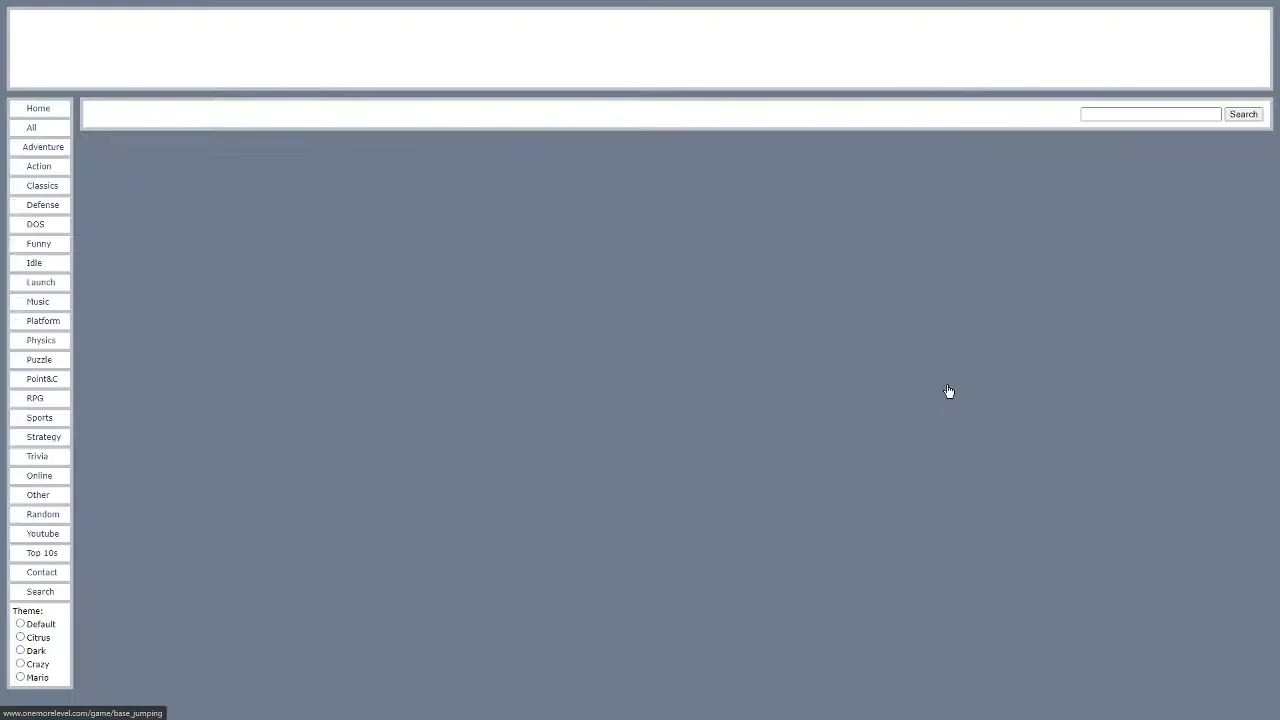 Home
Search
All
Adventure
Action
Classics
Defense
DOS
Funny
Idle
Launch
Music
Platform
Physics
Puzzle
Point&C
RPG
Sports
Strategy
Trivia
Online
Other
Random
Youtube
Top 10s
Contact
Search
Theme:
Default
Citrus
Dark
Crazy
Mario
www.onemorelevel.com/game/base_jumping